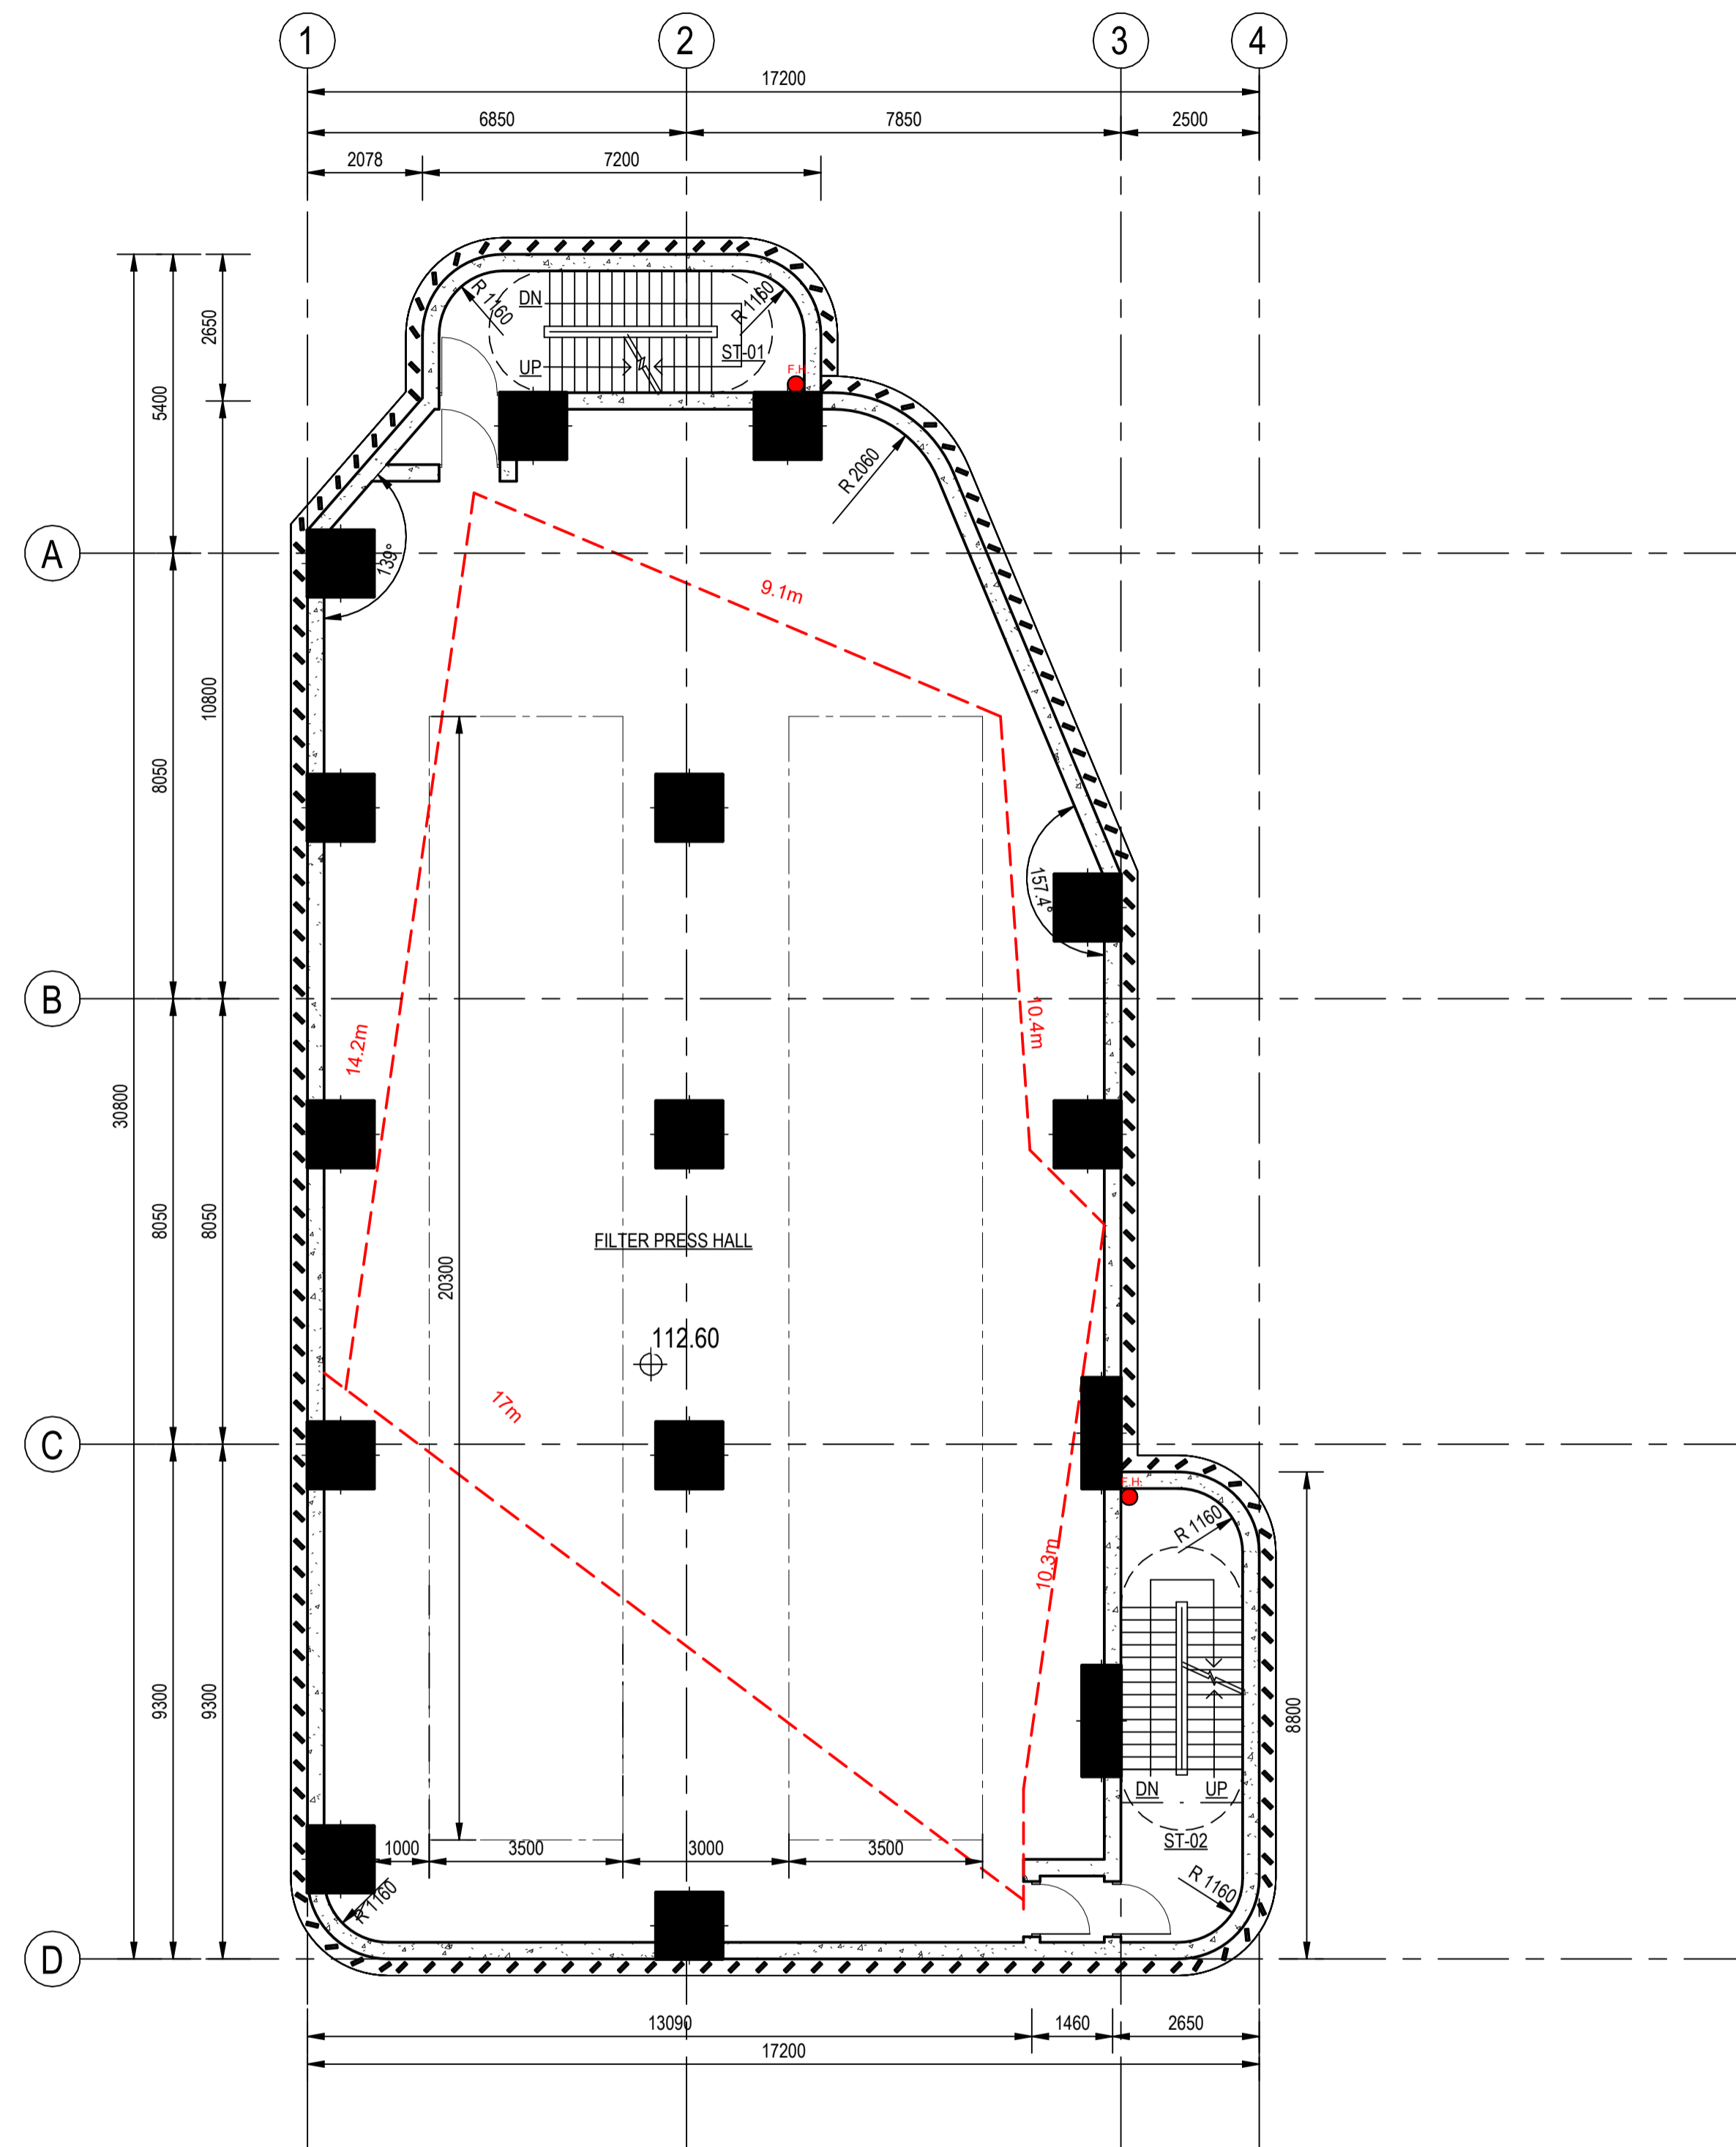 1
2
3
4
17200
6850
7850
2500
2078
7200
2650
5400
DN
R 1160
R 1160
UP
ST-01
F.H.
R 2060
A
139°
9.1m
10800
8050
157.4°
B
10.4m
14.2m
30800
8050
8050
FILTER PRESS HALL
20300
112.60
17m
C
F.H.
R 1160
10.3m
9300
9300
8800
DN
UP
ST-02
1000
3500
3000
3500
R 1160
R 1160
D
13090
1460
2650
17200